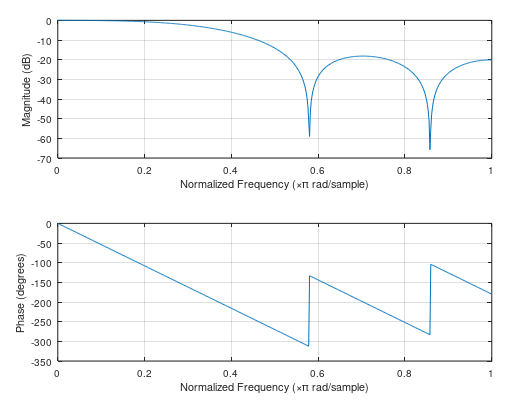 0
-10
-20
-30
-40
-50
-60
-70
Magnitude (dB)
0 0.2 0.4 0.6 0.8 1
Normalized Frequency (×π rad/sample)
0
-50
-100
-150
-200
-250
-300
-350
Phase (degrees)
0 0.2 0.4 0.6 0.8 1
Normalized Frequency (×π rad/sample)